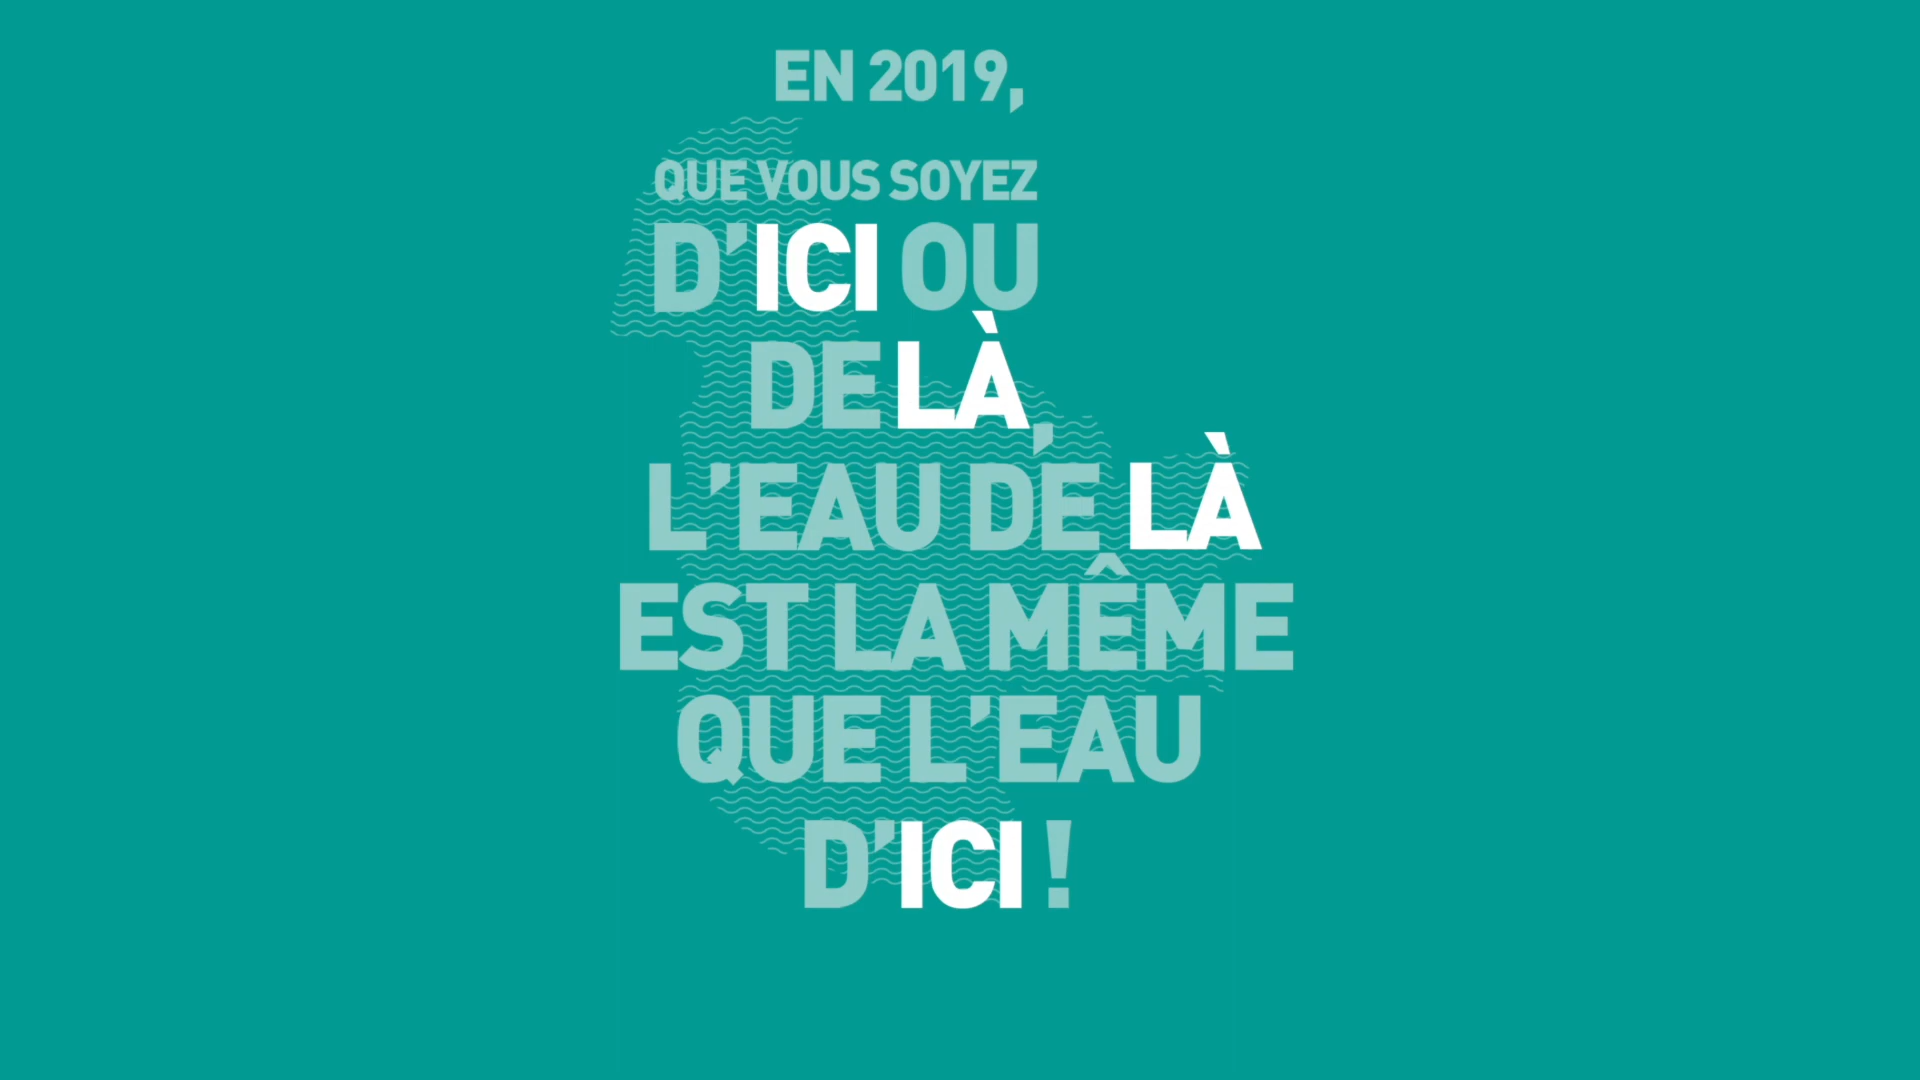 EN 2019,
QUE VOUS SOYEZ
D'ICI OU
DE LÀ,
L'EAU DE LÀ
EST LA MÊME
QUE L'EAU
D'ICI !